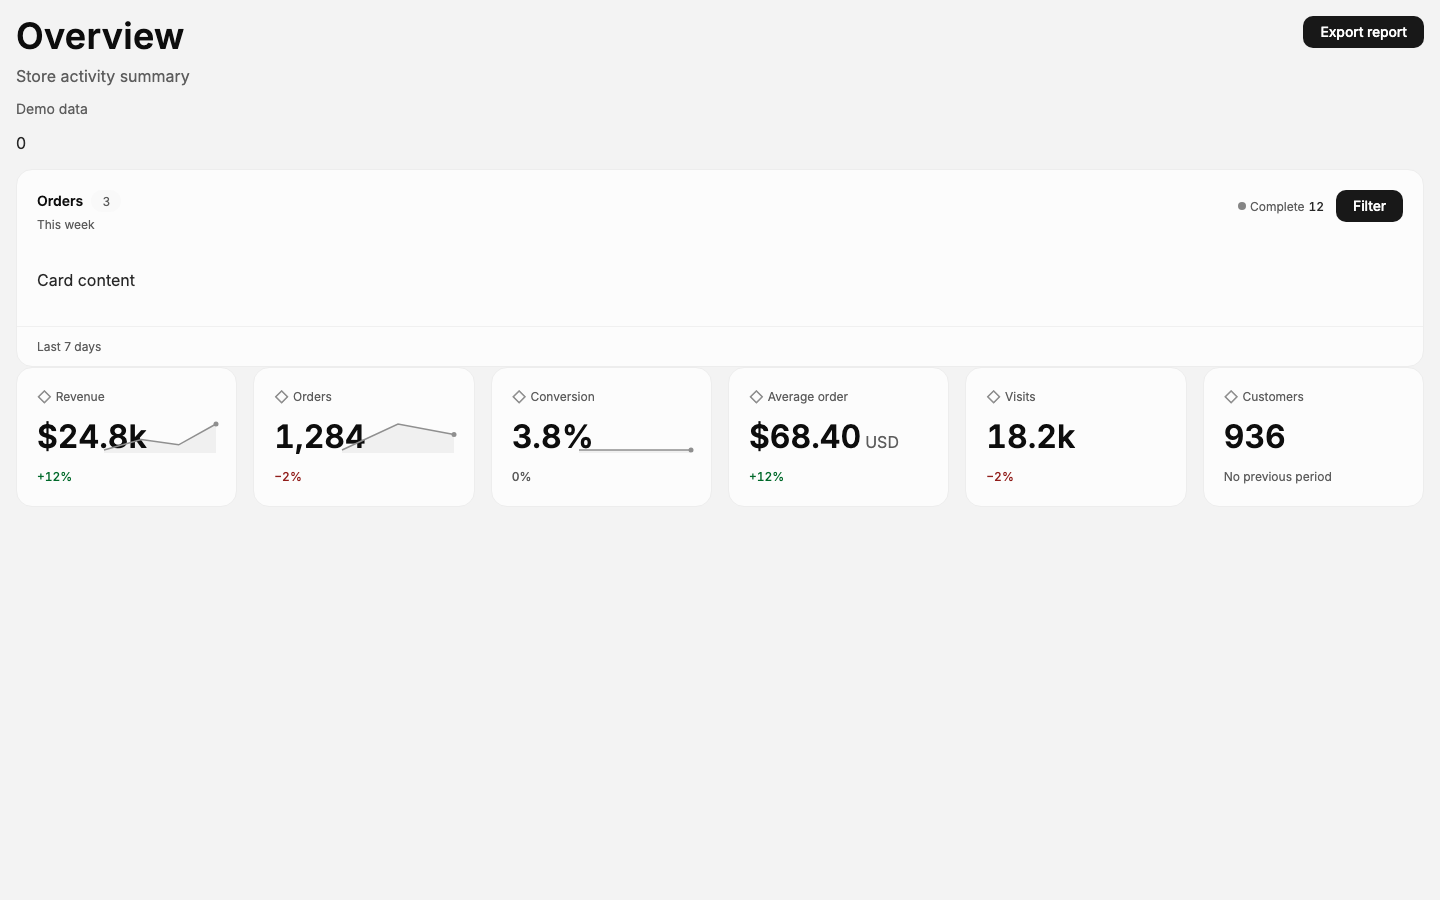 Overview
Export report
Store activity summary
Demo data
0
Orders 3
This week
Complete 12
Filter
Card content
Last 7 days
Revenue
$24.8k
+12%
Orders
1,284
−2%
Conversion
3.8%
0%
Average order
$68.40 USD
+12%
Visits
18.2k
−2%
Customers
936
No previous period